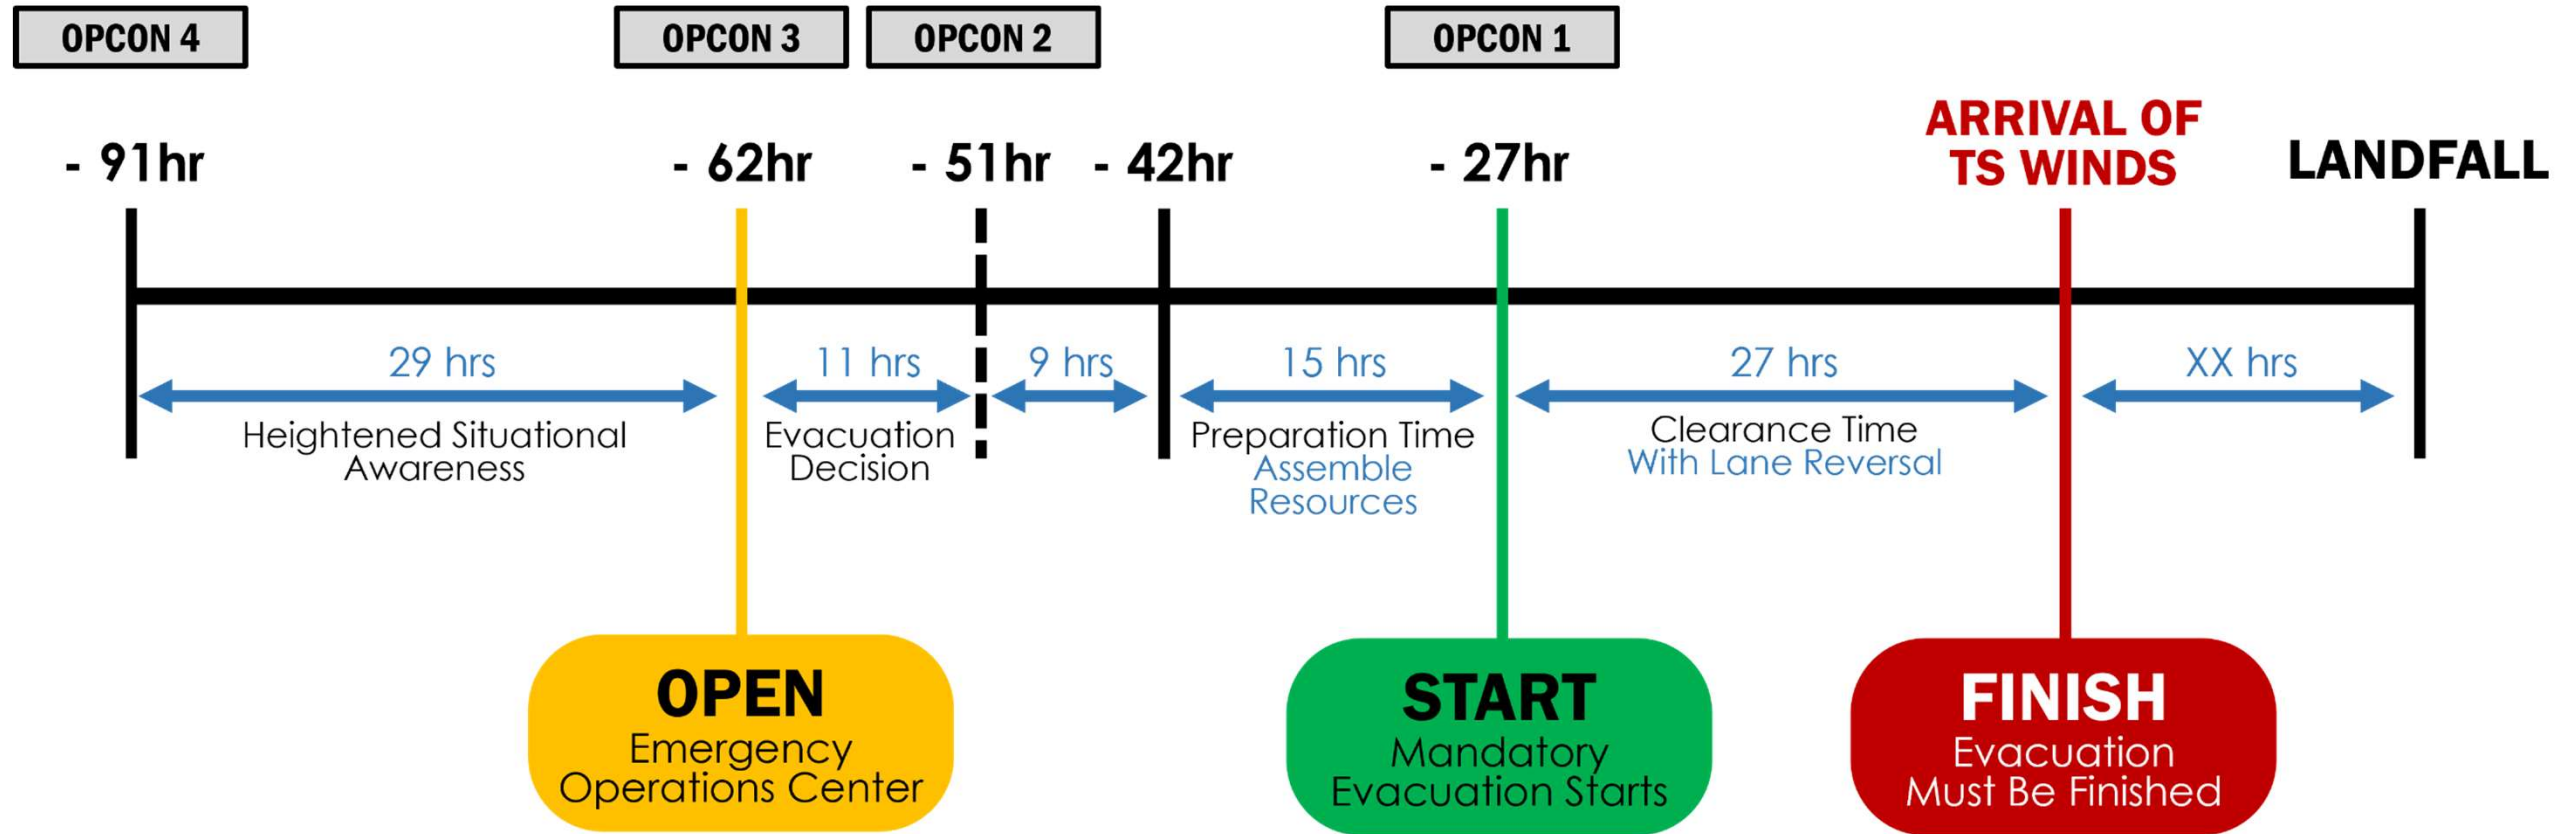 OPCON 4
OPCON 3
OPCON 2
OPCON 1
- 91hr
- 62hr
- 51hr
- 42hr
- 27hr
ARRIVAL OF
TS WINDS
LANDFALL
29 hrs
Heightened Situational
Awareness
11 hrs
Evacuation
Decision
9 hrs
15 hrs
Preparation Time
Assemble
Resources
27 hrs
Clearance Time
With Lane Reversal
XX hrs
OPEN
Emergency
Operations Center
START
Mandatory
Evacuation Starts
FINISH
Evacuation
Must Be Finished